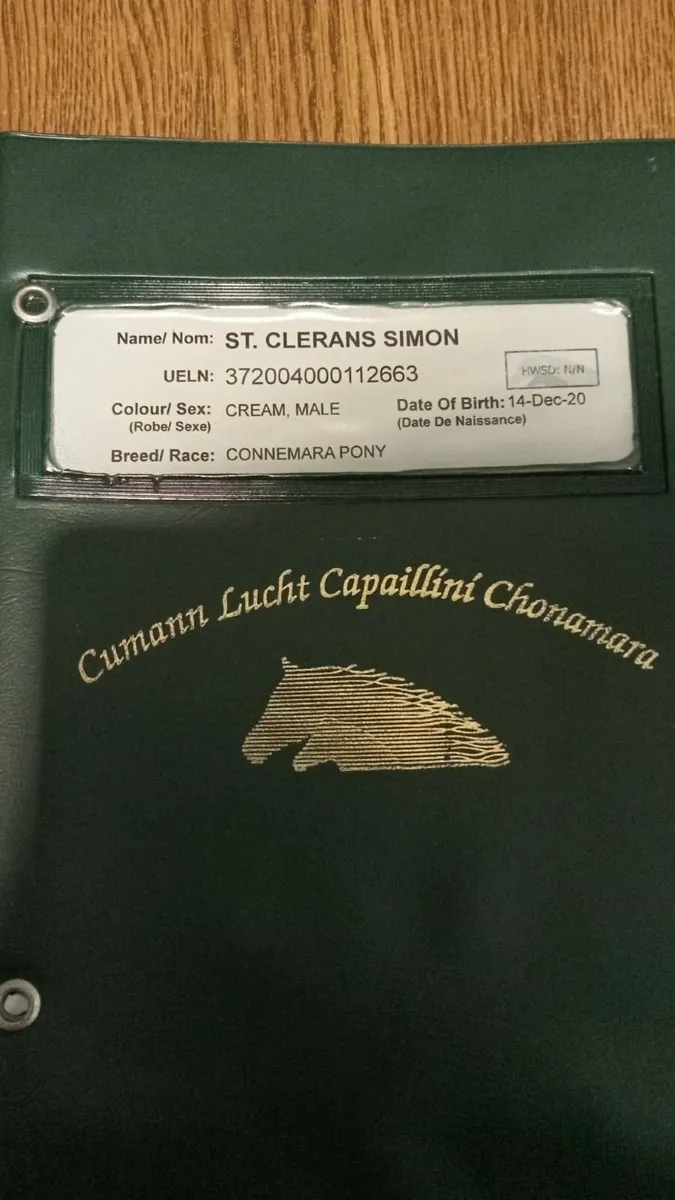 Name/ Nom: ST. CLERANS SIMON
UELN: 372004000112663
HWSD: N/N
Colour/ Sex: CREAM, MALE
(Robe/ Sexe)
Date Of Birth: 14-Dec-20
(Date De Naissance)
Breed/ Race: CONNEMARA PONY
Cumann Lucht Capaillíní Chonamara